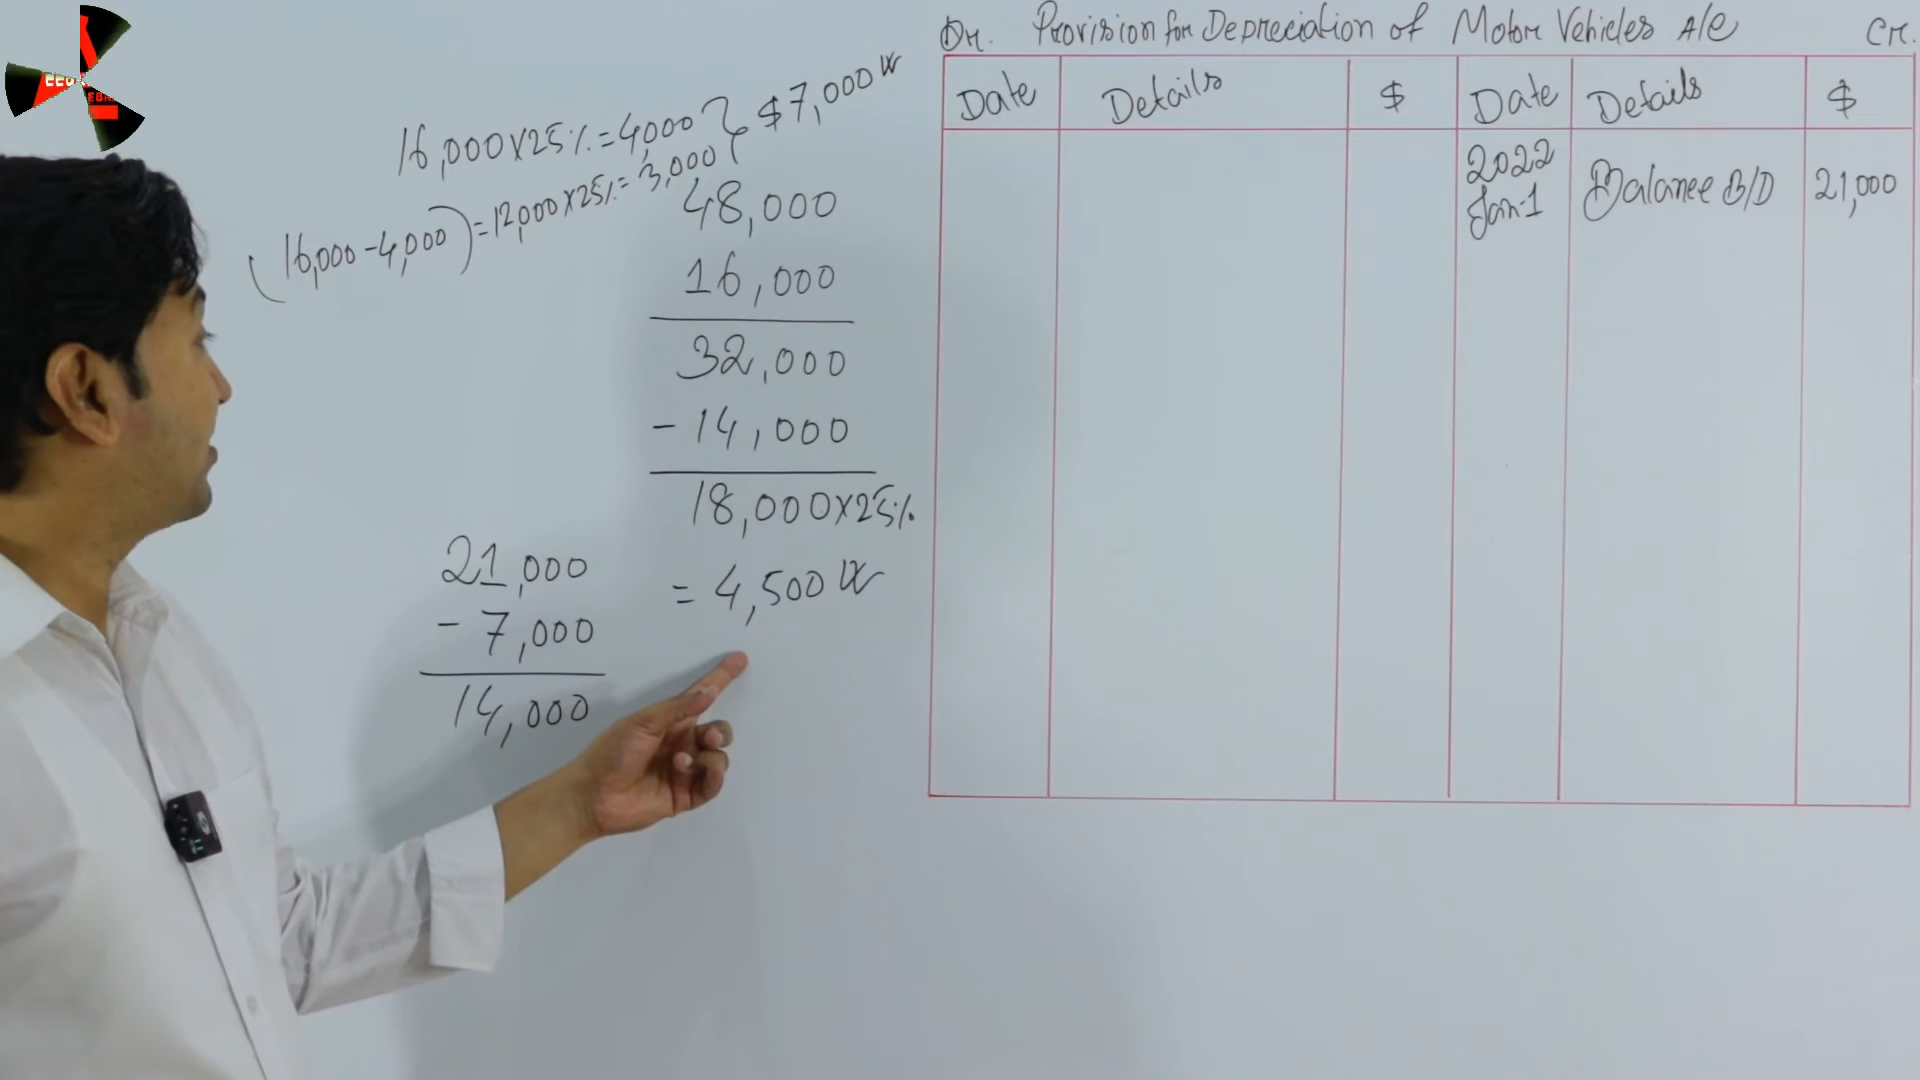 16,000x25%=4,000 } $7,000
(16,000-4,000)=12,000x25%=3,000
48,000
16,000
32,000
-14,000
18,000x25%
=4,500
21,000
-7,000
14,000
Dr. Provision for Depreciation of Motor Vehicles A/c Cr.
Date Details $ Date Details $
2022
Jan-1 Balance B/D 21,000